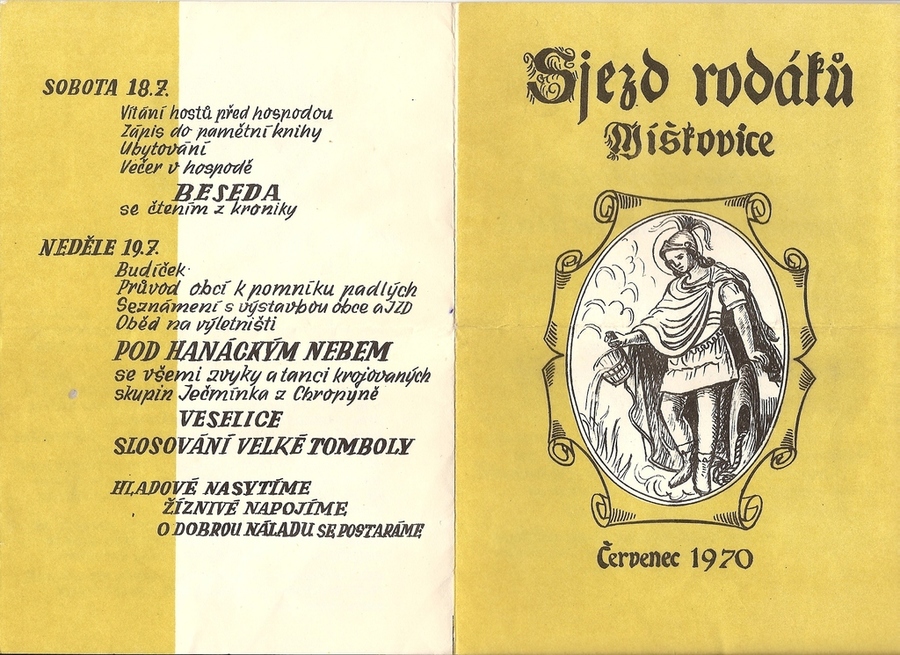 SOBOTA 18.7.
Vítání hostů před hospodou
Zápis do pamětní knihy
Ubytování
Večer v hospodě
BESEDA
se čtením z kroniky
NEDĚLE 19.7.
Budíček
Průvod obcí k pomníku padlých
Seznámení s výstavbou obce a JZD
Oběd na výletništi
POD HANÁCKÝM NEBEM
se všemi zvyky a tanci krojovaných
skupin Ječmínka z Chropyně
VESELICE
SLOSOVÁNÍ VELKÉ TOMBOLY
HLADOVÉ NASYTÍME
ŽÍZNIVÉ NAPOJÍME
O DOBROU NÁLADU SE POSTARÁME
Sjezd rodáků
Míškovice
Červenec 1970